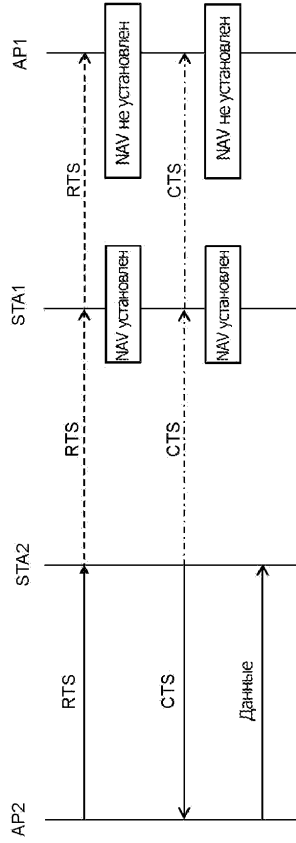 AP2
STA2
STA1
AP1
RTS
RTS
RTS
NAV установлен
NAV не установлен
CTS
CTS
CTS
NAV установлен
NAV не установлен
Данные